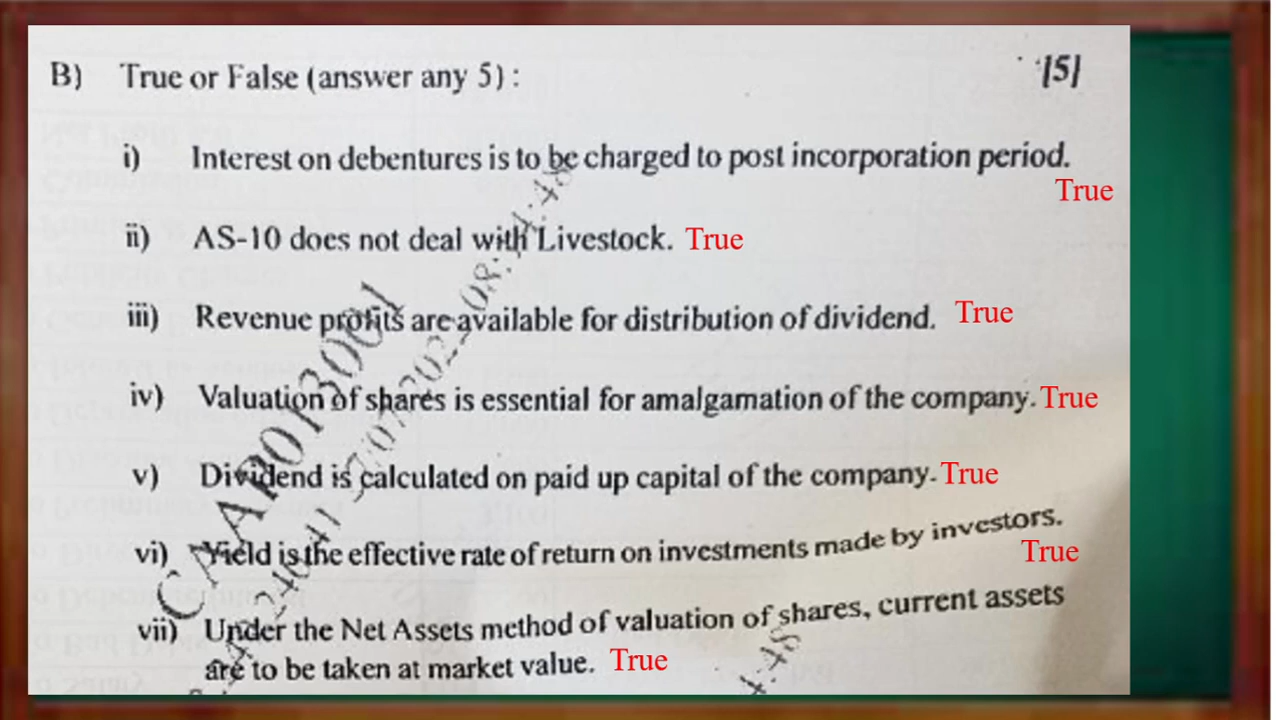 B) True or False (answer any 5) : [5]
i) Interest on debentures is to be charged to post incorporation period.
True
ii) AS-10 does not deal with Livestock. True
iii) Revenue profits are available for distribution of dividend. True
iv) Valuation of shares is essential for amalgamation of the company. True
v) Dividend is calculated on paid up capital of the company. True
vi) Yield is the effective rate of return on investments made by investors.
True
vii) Under the Net Assets method of valuation of shares, current assets
are to be taken at market value. True